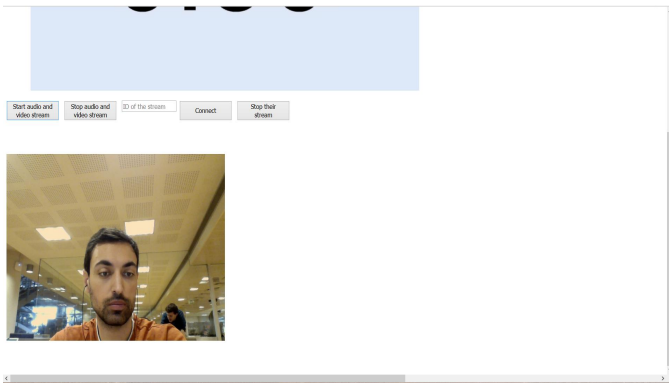 Start audio and
video stream
Stop audio and
video stream
ID of the stream
Connect
Stop their
stream